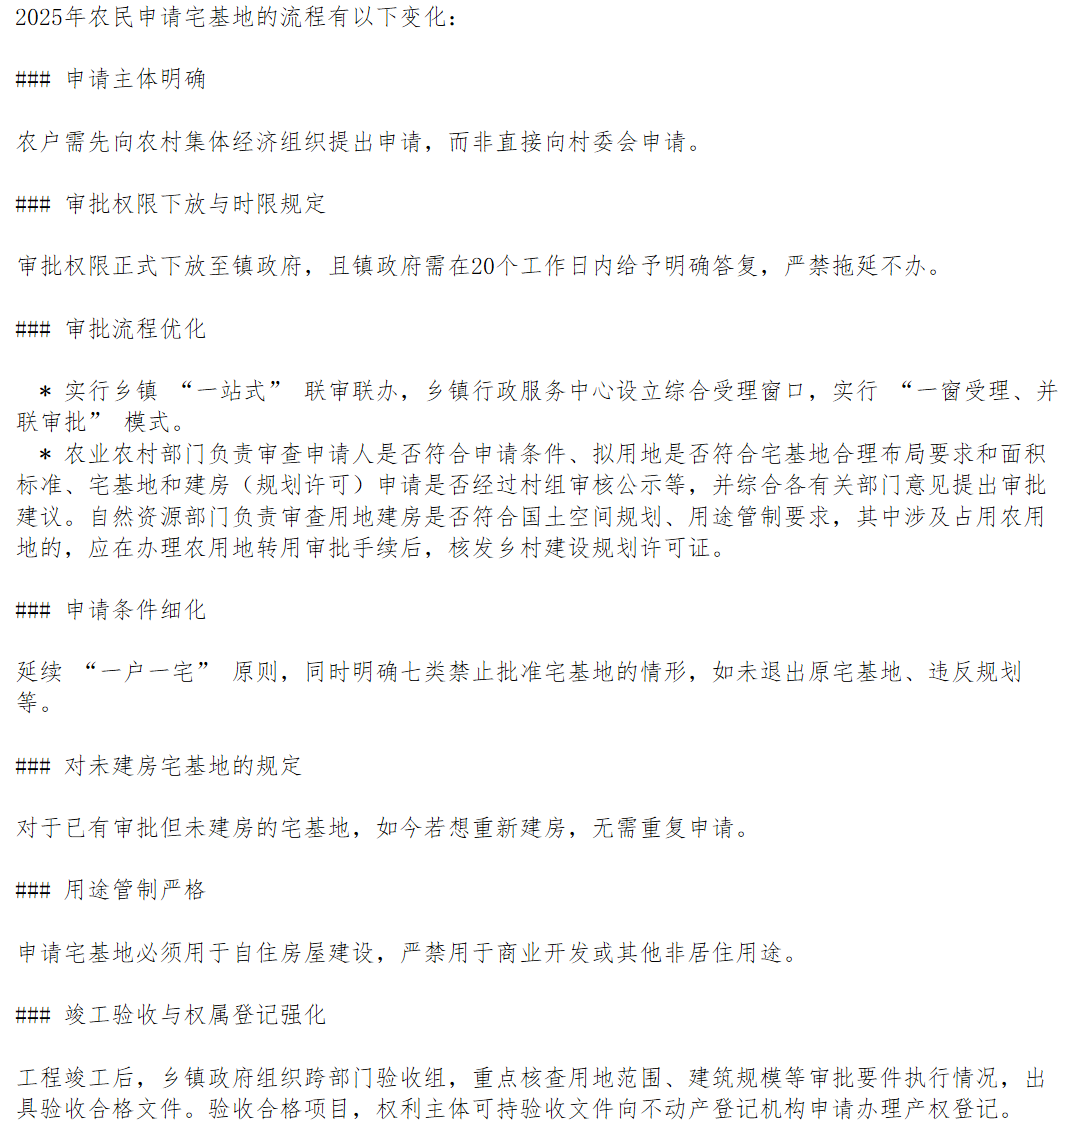 2025年农民申请宅基地的流程有以下变化：
### 申请主体明确
农户需先向农村集体经济组织提出申请，而非直接向村委会申请。
### 审批权限下放与时限规定
审批权限正式下放至镇政府，且镇政府需在20个工作日内给予明确答复，严禁拖延不办。
### 审批流程优化
* 实行乡镇 “一站式” 联审联办，乡镇行政服务中心设立综合受理窗口，实行 “一窗受理、并
联审批” 模式。
* 农业农村部门负责审查申请人是否符合申请条件、拟用地是否符合宅基地合理布局要求和面积
标准、宅基地和建房（规划许可）申请是否经过村组审核公示等，并综合各有关部门意见提出审批
建议。自然资源部门负责审查用地建房是否符合国土空间规划、用途管制要求，其中涉及占用农用
地的，应在办理农用地转用审批手续后，核发乡村建设规划许可证。
### 申请条件细化
延续 “一户一宅” 原则，同时明确七类禁止批准宅基地的情形，如未退出原宅基地、违反规划
等。
### 对未建房宅基地的规定
对于已有审批但未建房的宅基地，如今若想重新建房，无需重复申请。
### 用途管制严格
申请宅基地必须用于自住房屋建设，严禁用于商业开发或其他非居住用途。
### 竣工验收与权属登记强化
工程竣工后，乡镇政府组织跨部门验收组，重点核查用地范围、建筑规模等审批要件执行情况，出
具验收合格文件。验收合格项目，权利主体可持验收文件向不动产登记机构申请办理产权登记。